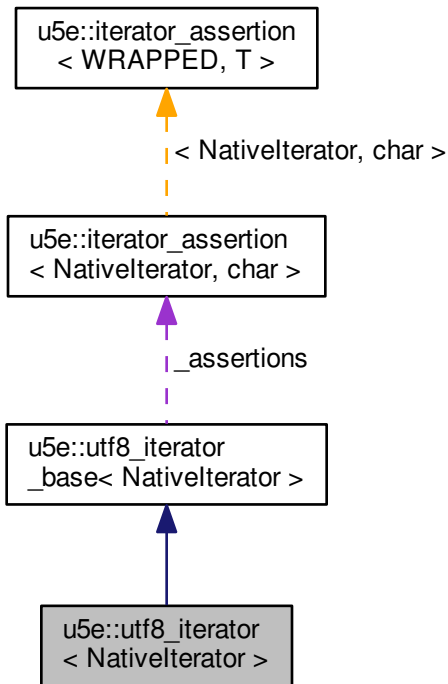 u5e::iterator_assertion
< WRAPPED, T >
< NativeIterator, char >
u5e::iterator_assertion
< NativeIterator, char >
_assertions
u5e::utf8_iterator
_base< NativeIterator >
u5e::utf8_iterator
< NativeIterator >